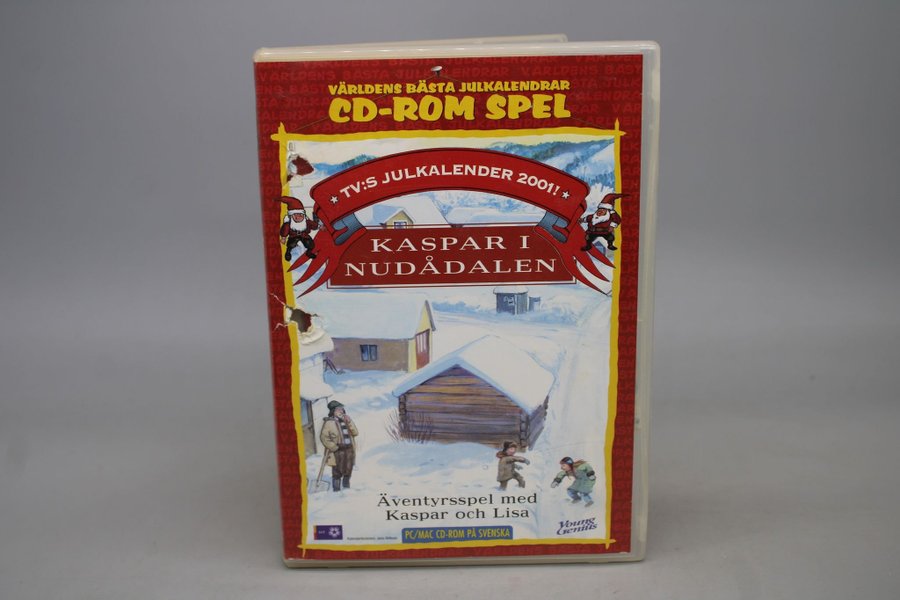 VÄRLDENS BÄSTA JULKALENDRAR
CD-ROM SPEL
TV:S JULKALENDER 2001!
KASPAR I
NUDÅDALEN
Äventyrsspel med
Kaspar och Lisa
PC/MAC CD-ROM PÅ SVENSKA
Young
Genius